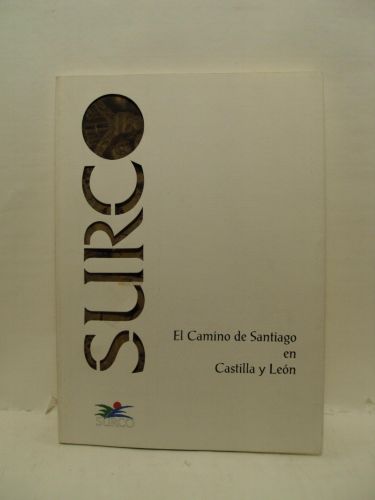 SURCO
El Camino de Santiago
en
Castilla y León
SURCO